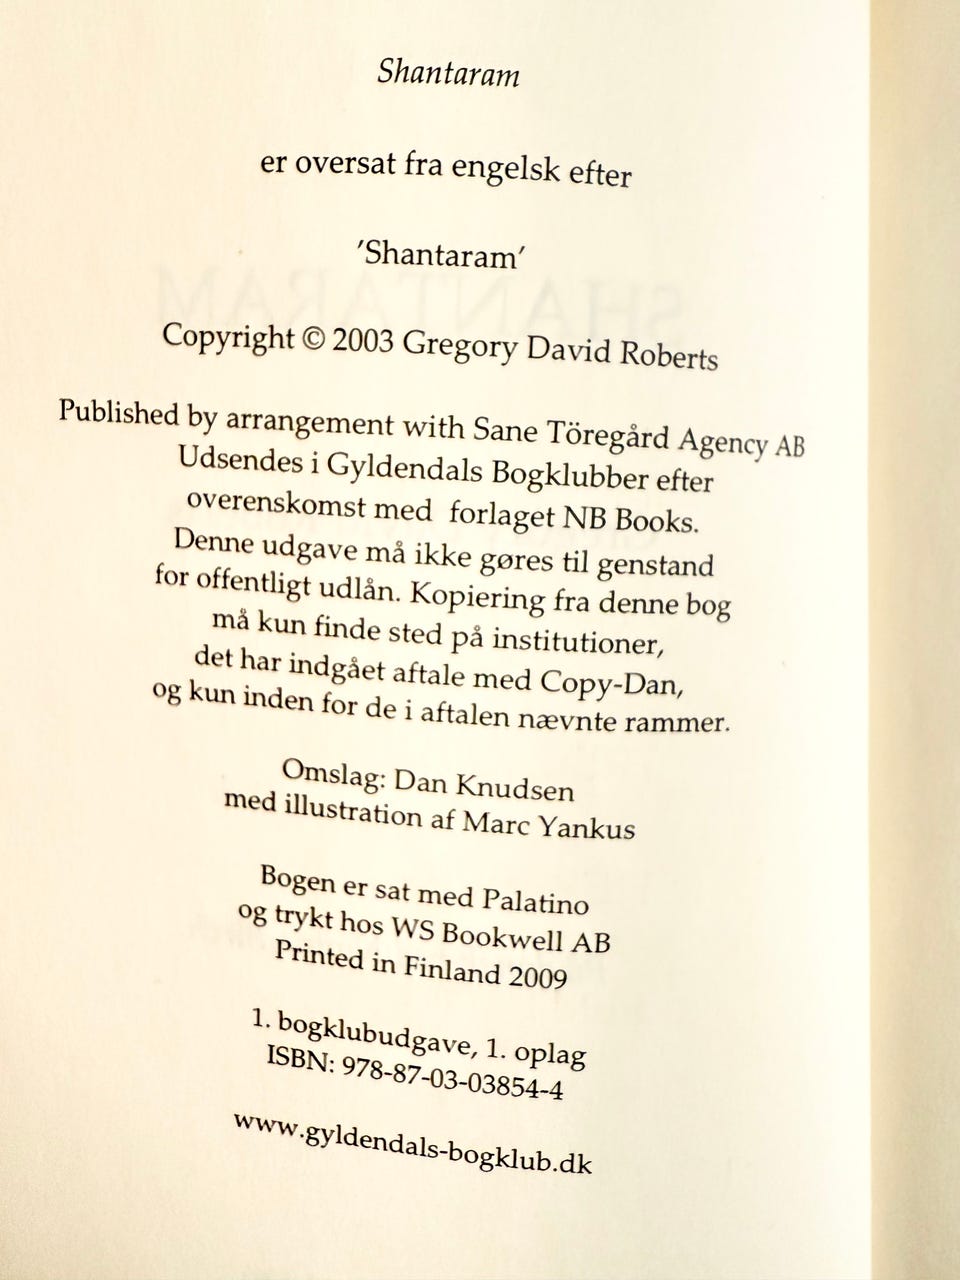 Shantaram
er oversat fra engelsk efter
'Shantaram'
Copyright © 2003 Gregory David Roberts
Published by arrangement with Sane Töregård Agency AB
Udsendes i Gyldendals Bogklubber efter
overenskomst med forlaget NB Books.
Denne udgave må ikke gøres til genstand
for offentligt udlån. Kopiering fra denne bog
må kun finde sted på institutioner,
det har indgået aftale med Copy-Dan,
og kun inden for de i aftalen nævnte rammer.
Omslag: Dan Knudsen
med illustration af Marc Yankus
Bogen er sat med Palatino
og trykt hos WS Bookwell AB
Printed in Finland 2009
1. bogklubudgave, 1. oplag
ISBN: 978-87-03-03854-4
www.gyldendals-bogklub.dk